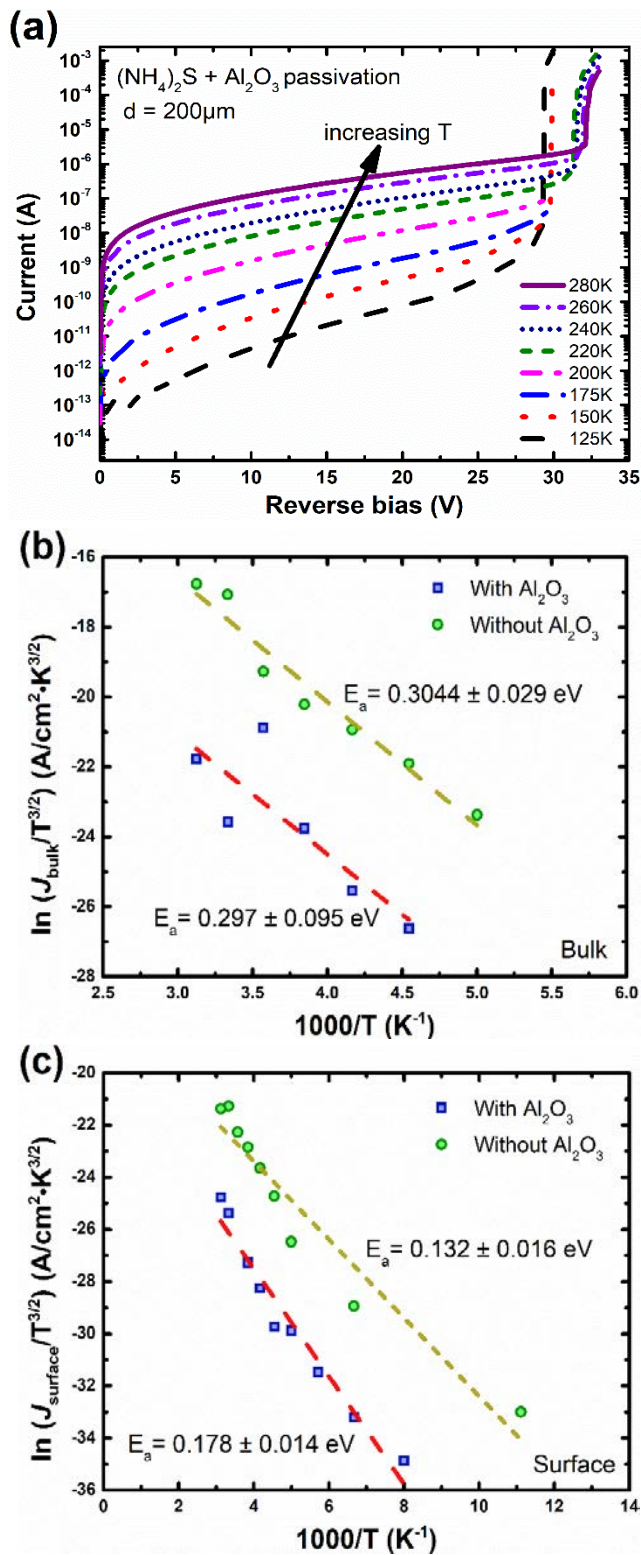 (a)
(NH₄)₂S + Al₂O₃ passivation
d = 200μm
increasing T
10⁻³
10⁻⁴
10⁻⁵
10⁻⁶
10⁻⁷
10⁻⁸
10⁻⁹
10⁻¹⁰
10⁻¹¹
10⁻¹²
10⁻¹³
10⁻¹⁴
Current (A)
280K
260K
240K
220K
200K
175K
150K
125K
0 5 10 15 20 25 30 35
Reverse bias (V)
(b)
-16
-18
-20
-22
-24
-26
-28
ln (J_bulk/T^3/2) (A/cm²•K^3/2)
With Al₂O₃
Without Al₂O₃
Eₐ= 0.3044 ± 0.029 eV
Eₐ= 0.297 ± 0.095 eV
Bulk
2.5 3.0 3.5 4.0 4.5 5.0 5.5 6.0
1000/T (K⁻¹)
(c)
-20
-22
-24
-26
-28
-30
-32
-34
-36
ln (J_surface/T^3/2) (A/cm²•K^3/2)
With Al₂O₃
Without Al₂O₃
Eₐ= 0.132 ± 0.016 eV
Eₐ= 0.178 ± 0.014 eV
Surface
0 2 4 6 8 10 12 14
1000/T (K⁻¹)